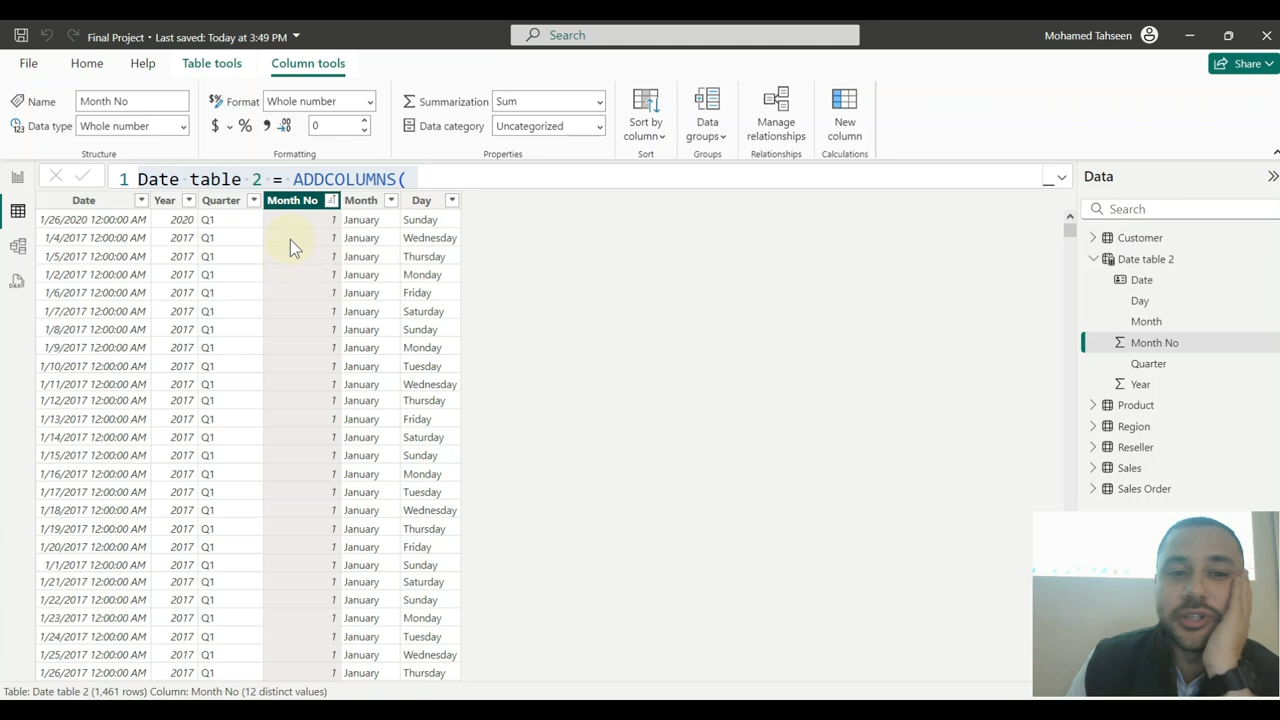 Final Project • Last saved: Today at 3:49 PM
Search
Mohamed Tahseen
File Home Help Table tools Column tools
Share
Name Month No
Data type Whole number
Structure
Format Whole number
$ % 0
Formatting
Summarization Sum
Data category Uncategorized
Properties
Sort by column
Sort
Data groups
Groups
Manage relationships
Relationships
New column
Calculations
1 Date table 2 = ADDCOLUMNS(
Date Year Quarter Month No Month Day
1/26/2020 12:00:00 AM 2020 Q1 1 January Sunday
1/4/2017 12:00:00 AM 2017 Q1 1 January Wednesday
1/5/2017 12:00:00 AM 2017 Q1 1 January Thursday
1/2/2017 12:00:00 AM 2017 Q1 1 January Monday
1/6/2017 12:00:00 AM 2017 Q1 1 January Friday
1/7/2017 12:00:00 AM 2017 Q1 1 January Saturday
1/8/2017 12:00:00 AM 2017 Q1 1 January Sunday
1/9/2017 12:00:00 AM 2017 Q1 1 January Monday
1/10/2017 12:00:00 AM 2017 Q1 1 January Tuesday
1/11/2017 12:00:00 AM 2017 Q1 1 January Wednesday
1/12/2017 12:00:00 AM 2017 Q1 1 January Thursday
1/13/2017 12:00:00 AM 2017 Q1 1 January Friday
1/14/2017 12:00:00 AM 2017 Q1 1 January Saturday
1/15/2017 12:00:00 AM 2017 Q1 1 January Sunday
1/16/2017 12:00:00 AM 2017 Q1 1 January Monday
1/17/2017 12:00:00 AM 2017 Q1 1 January Tuesday
1/18/2017 12:00:00 AM 2017 Q1 1 January Wednesday
1/19/2017 12:00:00 AM 2017 Q1 1 January Thursday
1/20/2017 12:00:00 AM 2017 Q1 1 January Friday
1/1/2017 12:00:00 AM 2017 Q1 1 January Sunday
1/21/2017 12:00:00 AM 2017 Q1 1 January Saturday
1/22/2017 12:00:00 AM 2017 Q1 1 January Sunday
1/23/2017 12:00:00 AM 2017 Q1 1 January Monday
1/24/2017 12:00:00 AM 2017 Q1 1 January Tuesday
1/25/2017 12:00:00 AM 2017 Q1 1 January Wednesday
1/26/2017 12:00:00 AM 2017 Q1 1 January Thursday
Data
Search
Customer
Date table 2
Date
Day
Month
Σ Month No
Quarter
Σ Year
Product
Region
Reseller
Sales
Sales Order
Table: Date table 2 (1,461 rows) Column: Month No (12 distinct values)